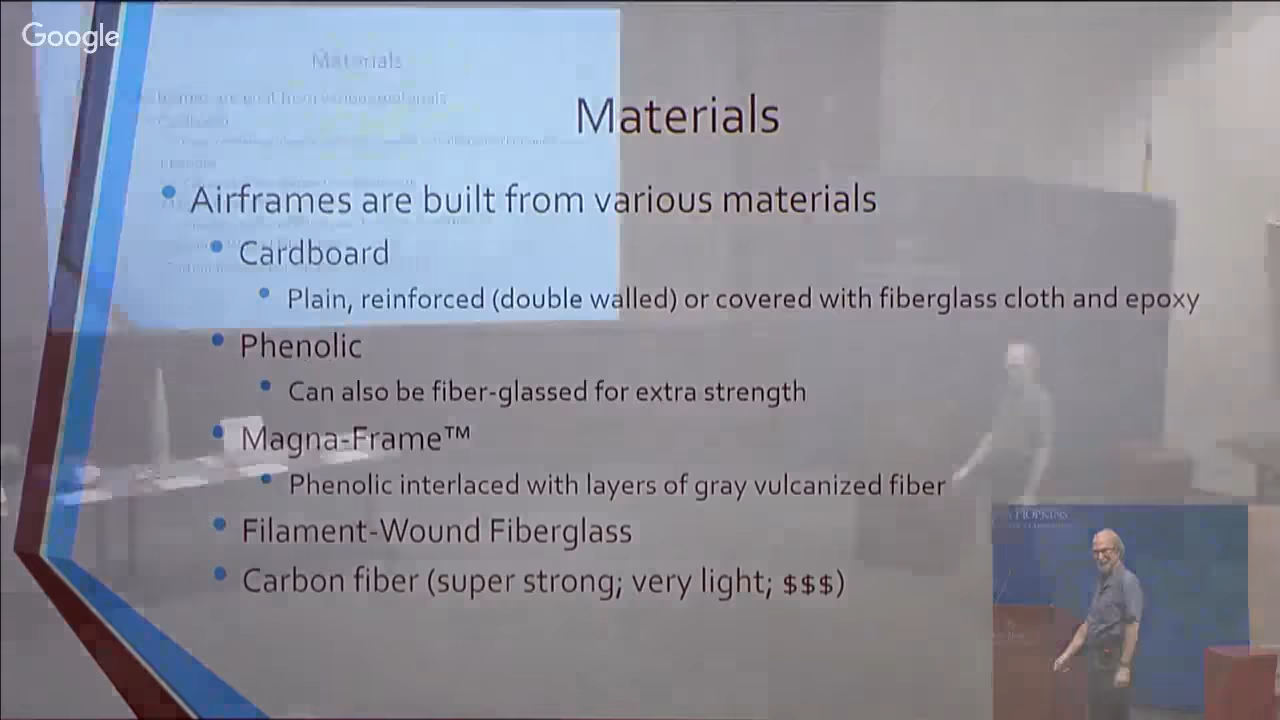 Google
Materials
Materials
Airframes are built from various materials
Cardboard
Plain, reinforced (double walled) or covered with fiberglass cloth and epoxy
Phenolic
Can also be fiber-glassed for extra strength
Magna-Frame™
Phenolic interlaced with layers of gray vulcanized fiber
Filament-Wound Fiberglass
Carbon fiber (super strong; very light; $$$)
HOPKINS